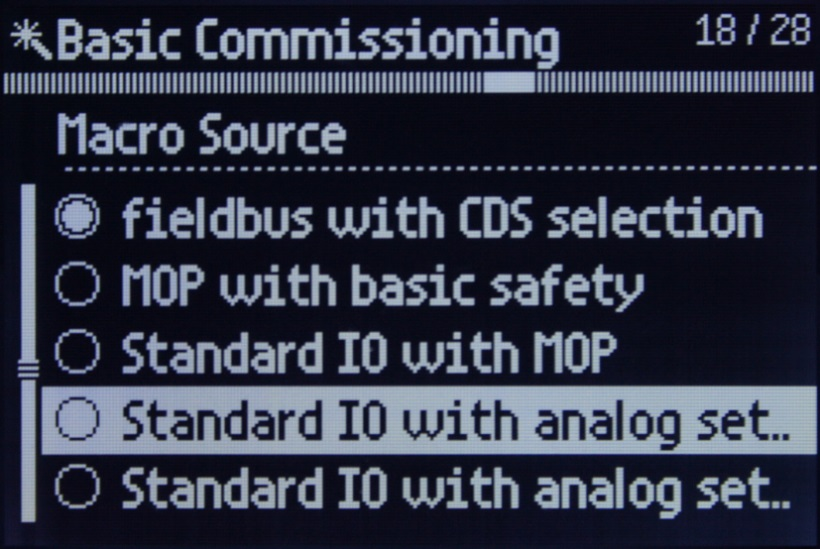 Basic Commissioning
18 / 28
Macro Source
fieldbus with CDS selection
MOP with basic safety
Standard IO with MOP
Standard IO with analog set..
Standard IO with analog set..